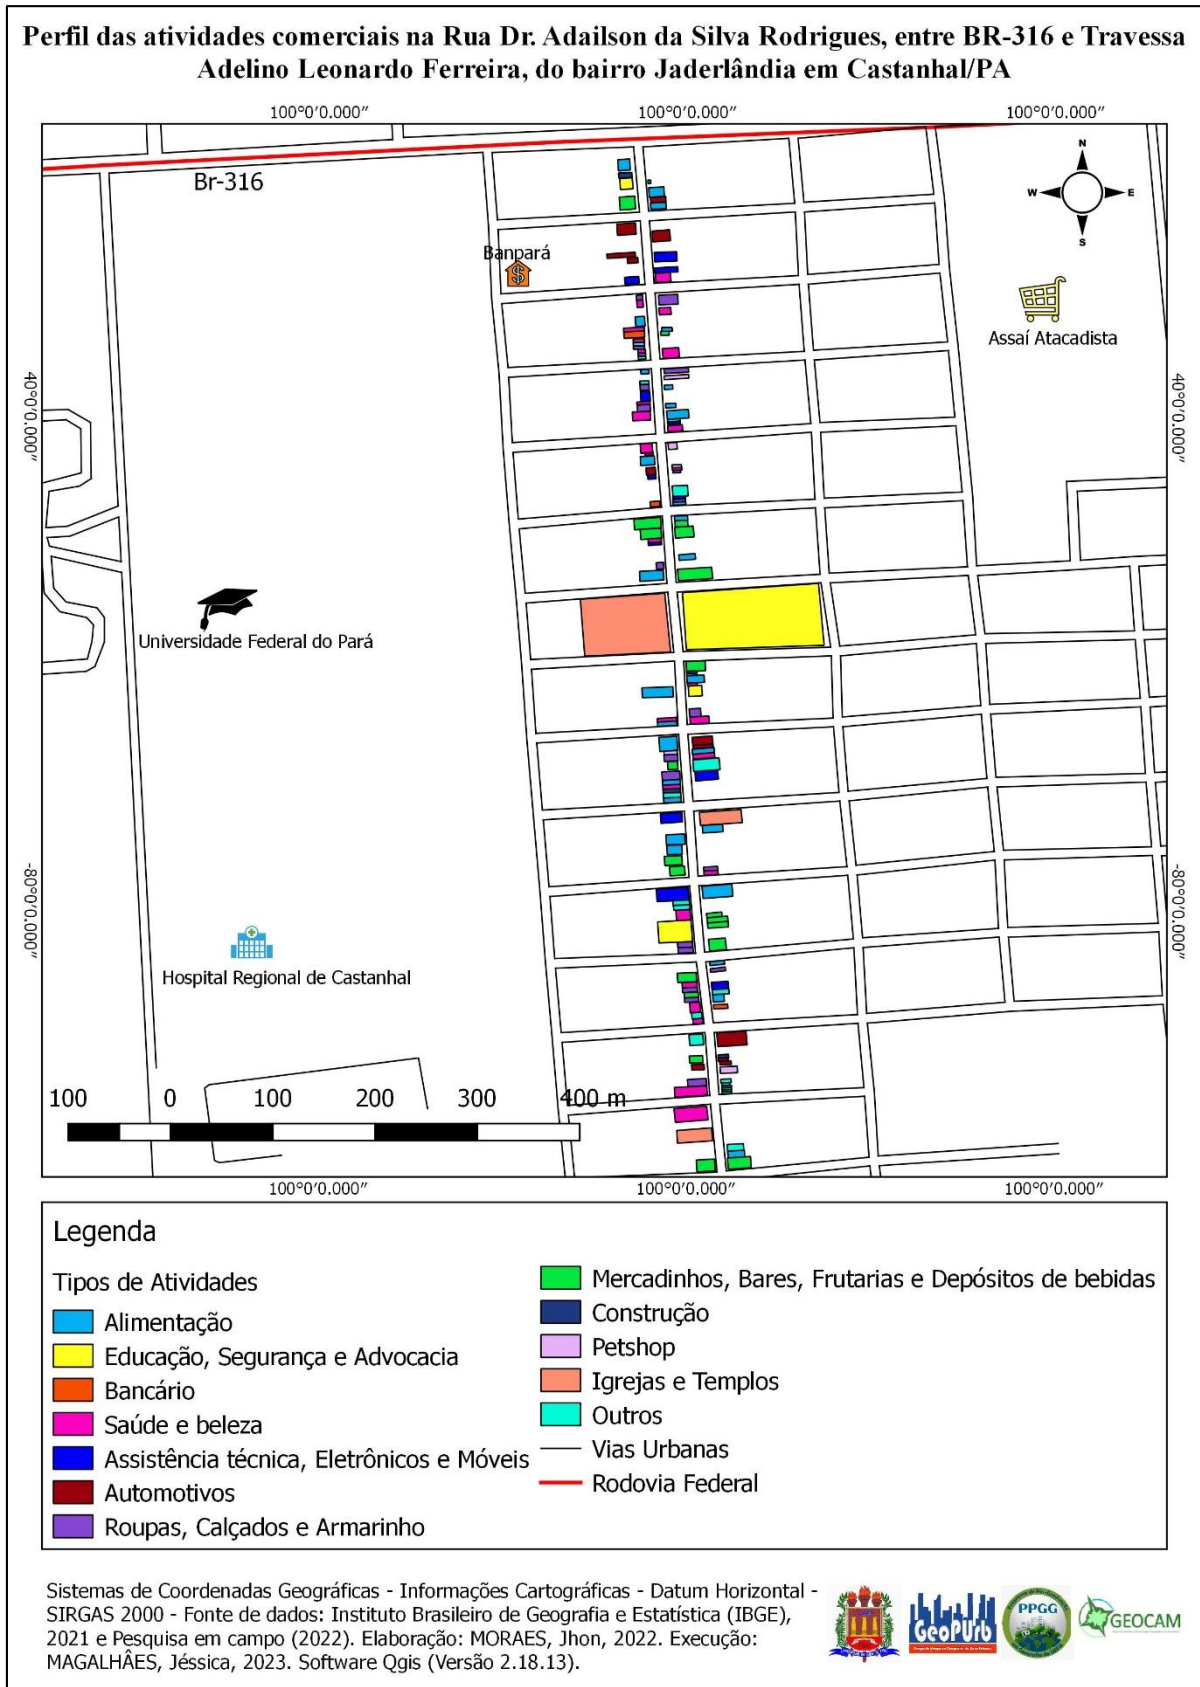 Perfil das atividades comerciais na Rua Dr. Adailson da Silva Rodrigues, entre BR-316 e Travessa
Adelino Leonardo Ferreira, do bairro Jaderlândia em Castanhal/PA
100°0'0.000" 100°0'0.000" 100°0'0.000"
Br-316
N
W E
S
Banpará
Assaí Atacadista
40°0'0.000" 40°0'0.000"
Universidade Federal do Pará
-80°0'0.000" -80°0'0.000"
Hospital Regional de Castanhal
100 0 100 200 300 400 m
100°0'0.000" 100°0'0.000" 100°0'0.000"
Legenda
Tipos de Atividades
Alimentação
Educação, Segurança e Advocacia
Bancário
Saúde e beleza
Assistência técnica, Eletrônicos e Móveis
Automotivos
Roupas, Calçados e Armarinho
Mercadinhos, Bares, Frutarias e Depósitos de bebidas
Construção
Petshop
Igrejas e Templos
Outros
Vias Urbanas
Rodovia Federal
Sistemas de Coordenadas Geográficas - Informações Cartográficas - Datum Horizontal -
SIRGAS 2000 - Fonte de dados: Instituto Brasileiro de Geografia e Estatística (IBGE),
2021 e Pesquisa em campo (2022). Elaboração: MORAES, Jhon, 2022. Execução:
MAGALHÃES, Jéssica, 2023. Software Qgis (Versão 2.18.13).
GeoPUrb
PPGG
GEOCAM